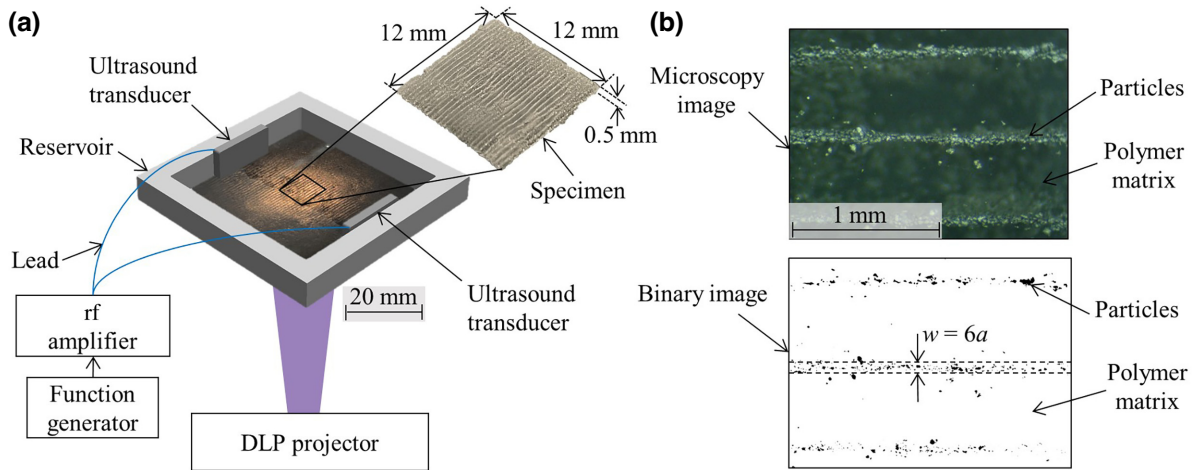 (a)
12 mm
12 mm
0.5 mm
Specimen
Ultrasound
transducer
Reservoir
Lead
rf
amplifier
Function
generator
20 mm
Ultrasound
transducer
DLP projector
(b)
Microscopy
image
Particles
Polymer
matrix
1 mm
Binary image
w = 6a
Particles
Polymer
matrix